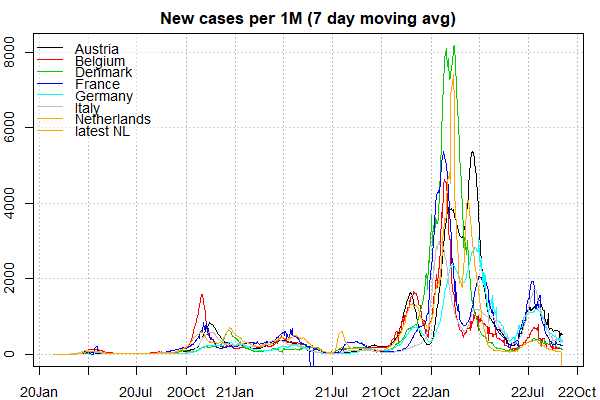 New cases per 1M (7 day moving avg)
8000
6000
4000
2000
0
Austria
Belgium
Denmark
France
Germany
Italy
Netherlands
latest NL
20Jan 20Jul 20Oct 21Jan 21Jul 21Oct 22Jan 22Jul 22Oct